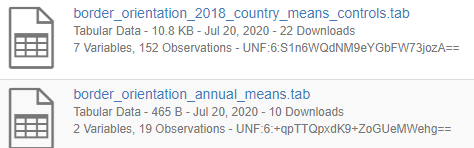 border_orientation_2018_country_means_controls.tab
Tabular Data - 10.8 KB - Jul 20, 2020 - 22 Downloads
7 Variables, 152 Observations - UNF:6:S1n6WQdNM9eYGbFW73jozA==
border_orientation_annual_means.tab
Tabular Data - 465 B - Jul 20, 2020 - 10 Downloads
2 Variables, 19 Observations - UNF:6:+qpTTQpxdK9+ZoGUeMWehg==